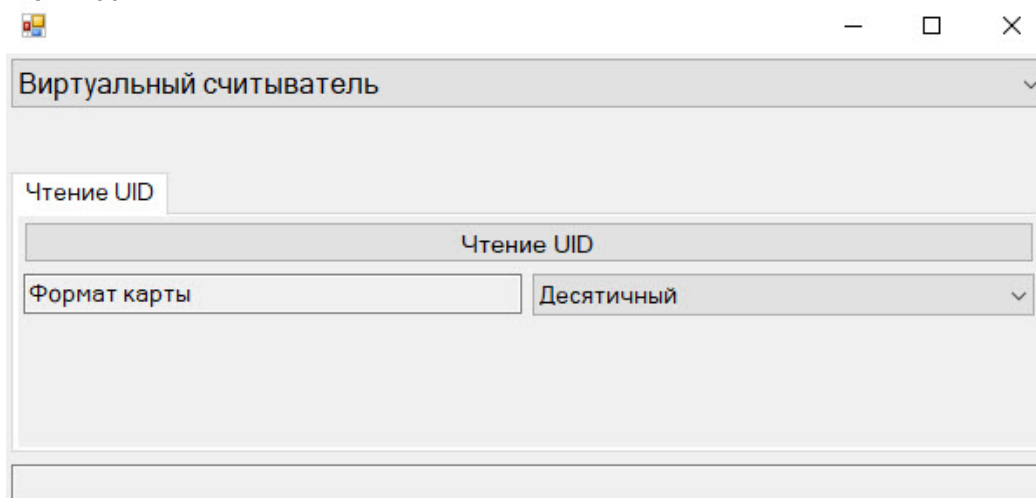 Виртуальный считыватель
Чтение UID
Чтение UID
Формат карты
Десятичный